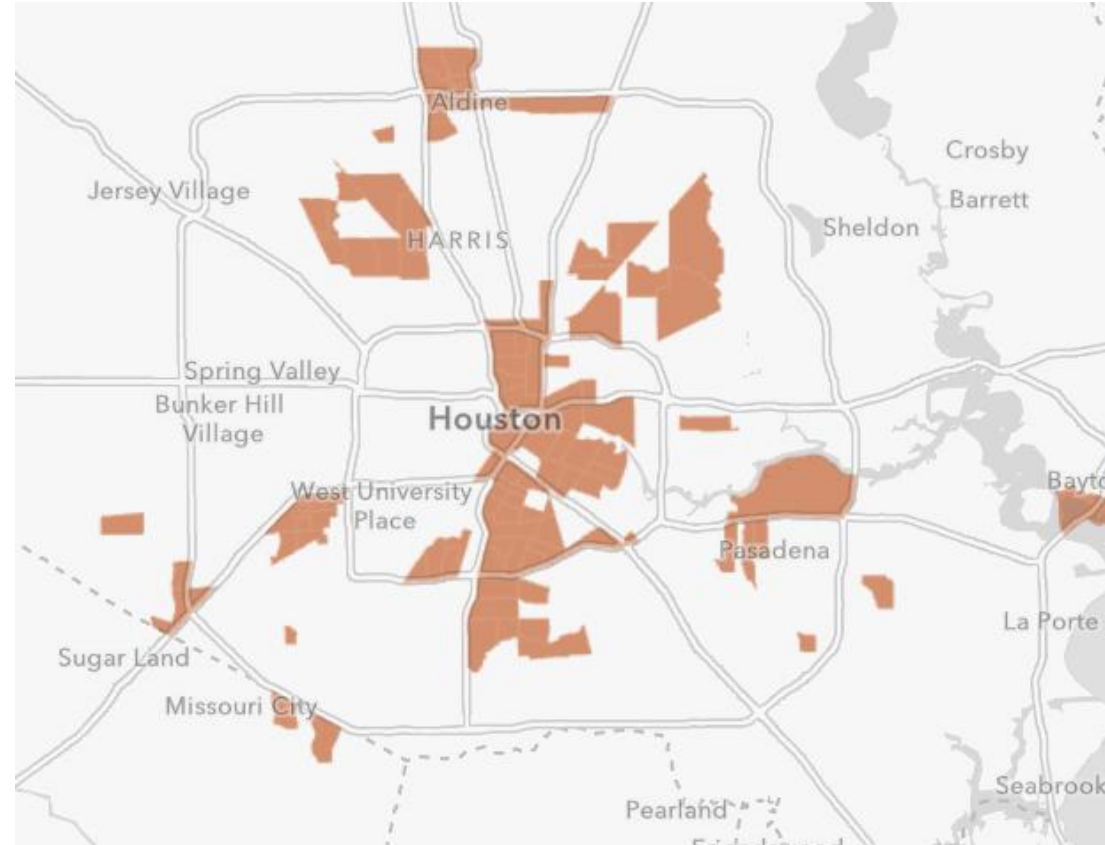 Aldine
Crosby
Jersey Village
Barrett
Sheldon
HARRIS
Spring Valley
Bunker Hill
Village
Houston
West University
Place
Bayto
Pasadena
La Porte
Sugar Land
Missouri City
Seabrook
Pearland